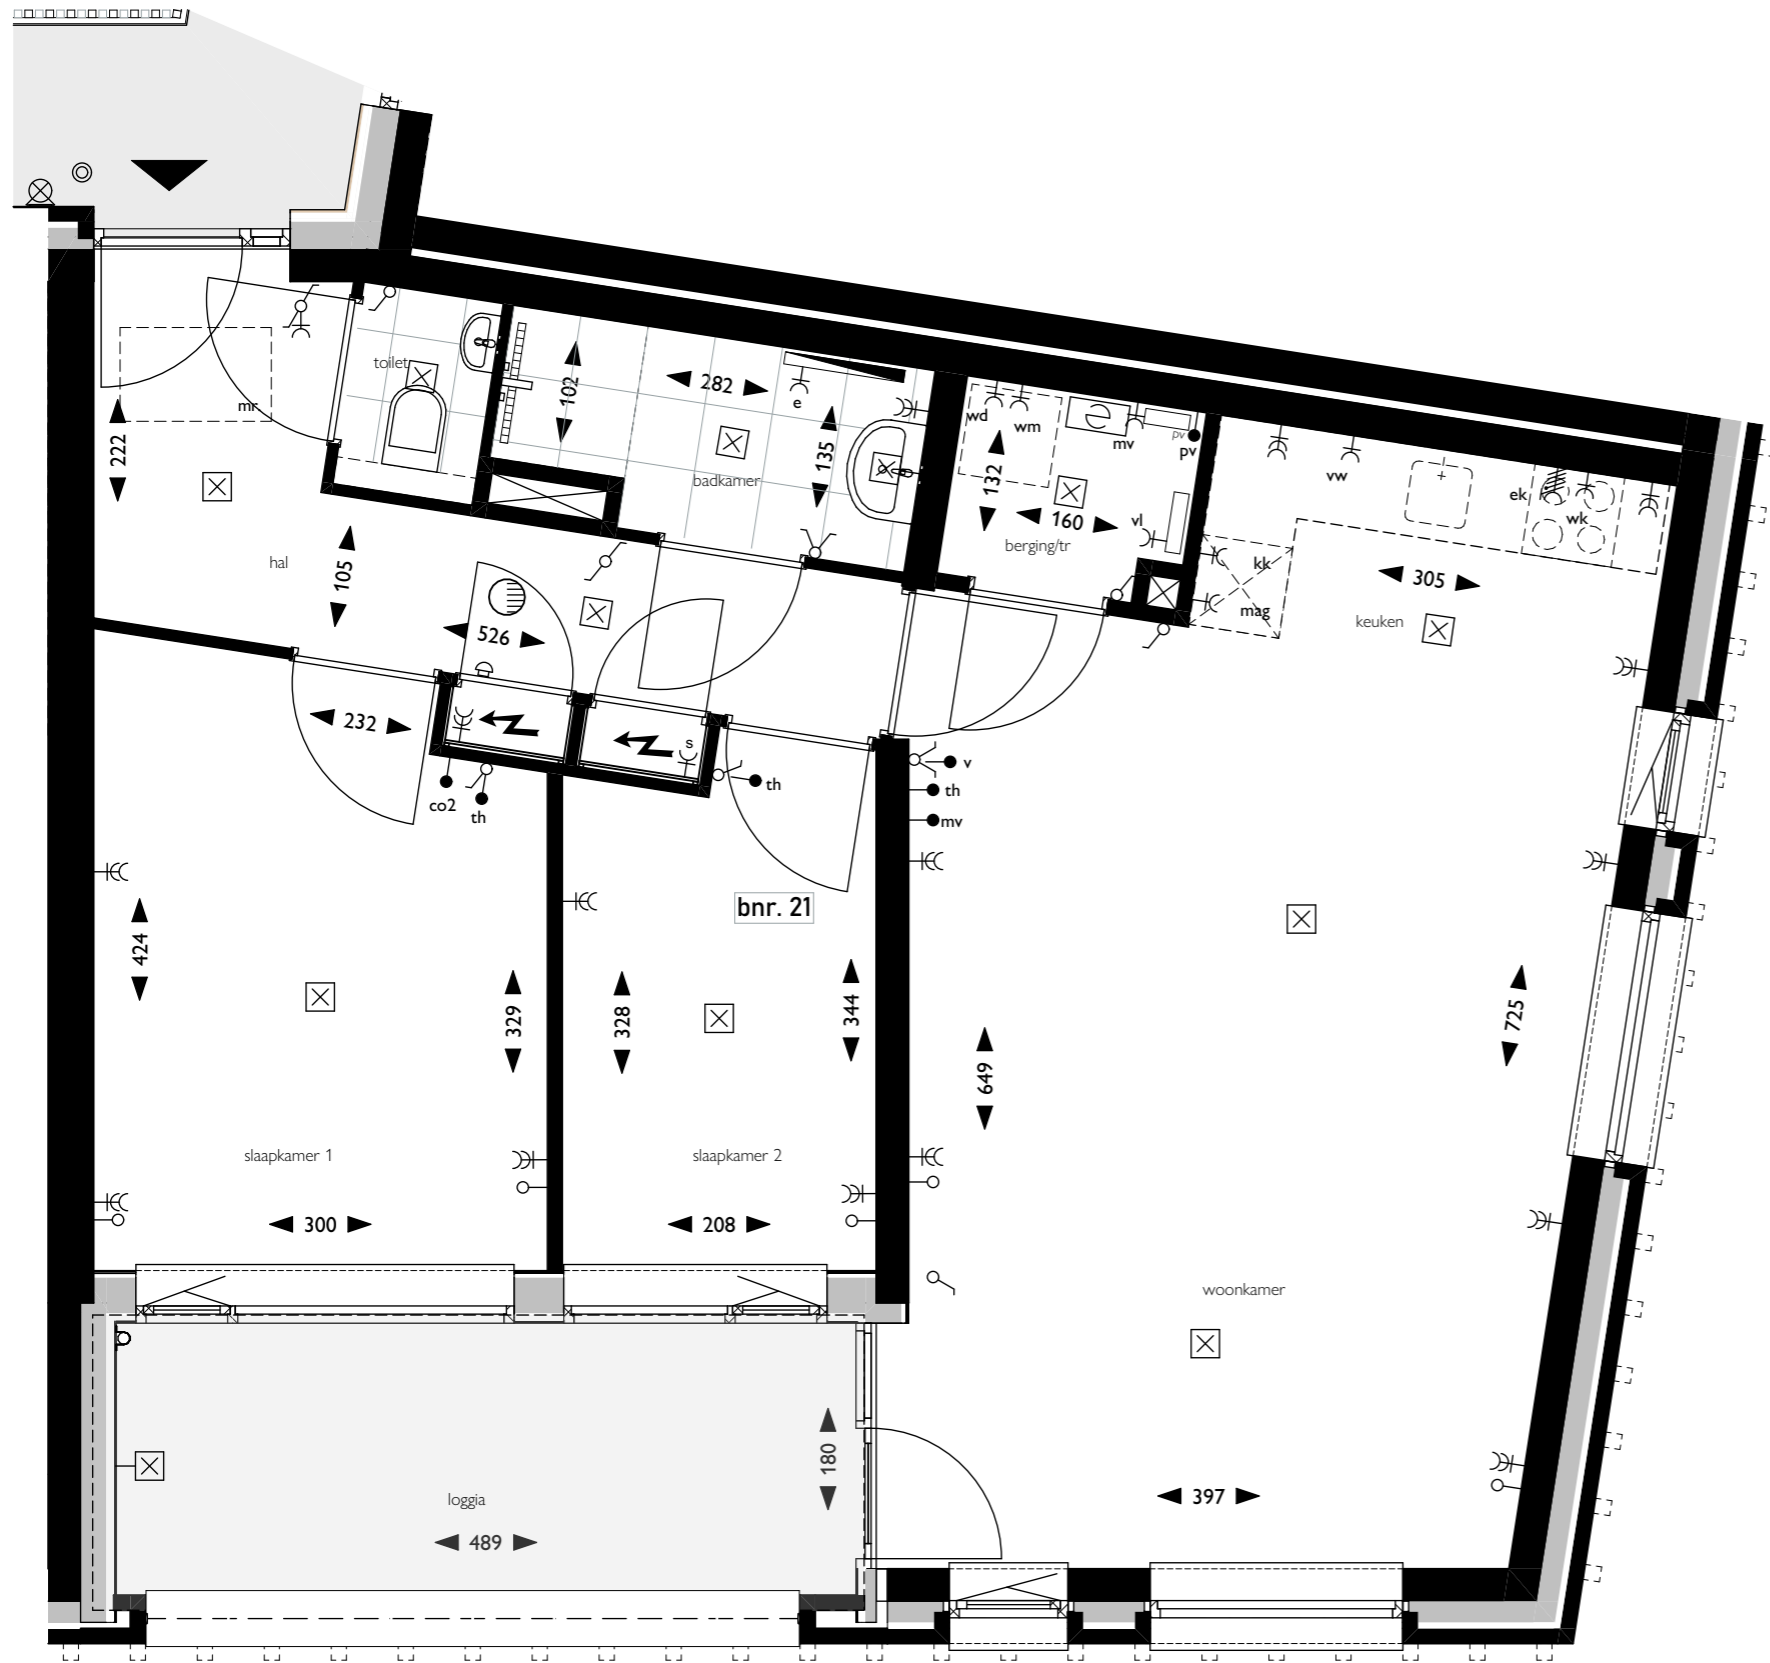 toilet
mr
222
102
282
e
135
badkamer
wd
wm
132
mv
pv
pv
160
vl
berging/tr
vw
ek
wk
kk
mag
305
keuken
hal
105
526
232
s
co2
th
th
v
th
mv
bnr. 21
424
329
328
344
649
725
slaapkamer 1
slaapkamer 2
300
208
woonkamer
180
loggia
489
397